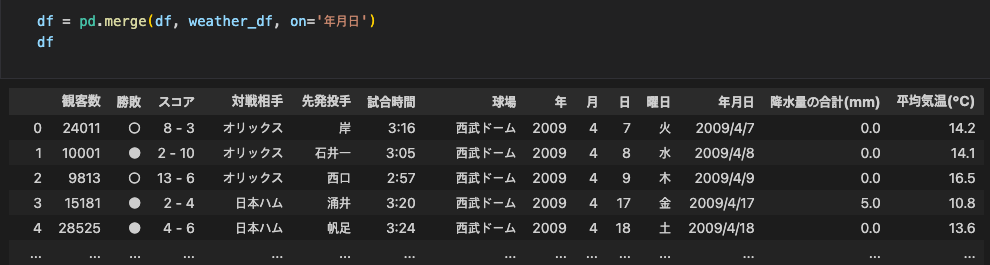 df = pd.merge(df, weather_df, on='年月日')
df
観客数 勝敗 スコア 対戦相手 先発投手 試合時間 球場 年 月 日 曜日 年月日 降水量の合計(mm) 平均気温(℃)
0 24011 ○ 8 - 3 オリックス 岸 3:16 西武ドーム 2009 4 7 火 2009/4/7 0.0 14.2
1 10001 ● 2 - 10 オリックス 石井一 3:05 西武ドーム 2009 4 8 水 2009/4/8 0.0 14.1
2 9813 ○ 13 - 6 オリックス 西口 2:57 西武ドーム 2009 4 9 木 2009/4/9 0.0 16.5
3 15181 ● 2 - 4 日本ハム 涌井 3:20 西武ドーム 2009 4 17 金 2009/4/17 5.0 10.8
4 28525 ● 4 - 6 日本ハム 帆足 3:24 西武ドーム 2009 4 18 土 2009/4/18 0.0 13.6
... ... ... ... ... ... ... ... ... ... ... ... ... ... ...